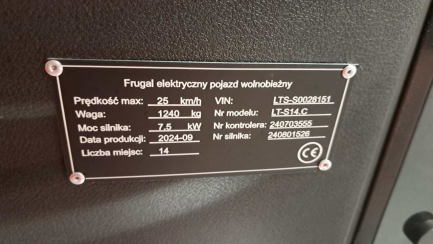 Frugal elektryczny pojazd wolnobieżny
Prędkość max: 25 km/h VIN: LTS-S0028151
Waga: 1240 kg Nr modelu: LT-S14.C
Moc silnika: 7,5 kW Nr kontrolera: 240703555
Data produkcji: 2024-09 Nr silnika: 240801526
Liczba miejsc: 14
CE